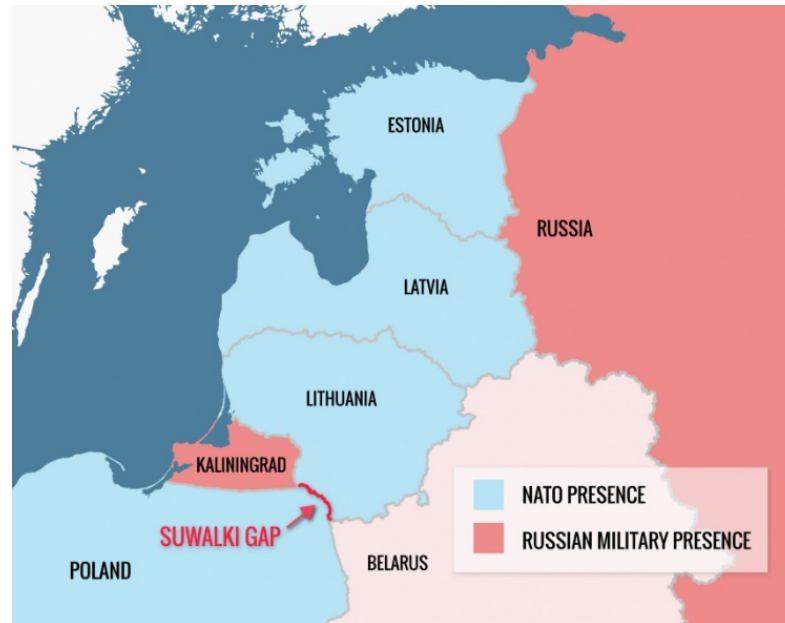 ESTONIA
RUSSIA
LATVIA
LITHUANIA
KALININGRAD
SUWALKI GAP
POLAND
BELARUS
NATO PRESENCE
RUSSIAN MILITARY PRESENCE